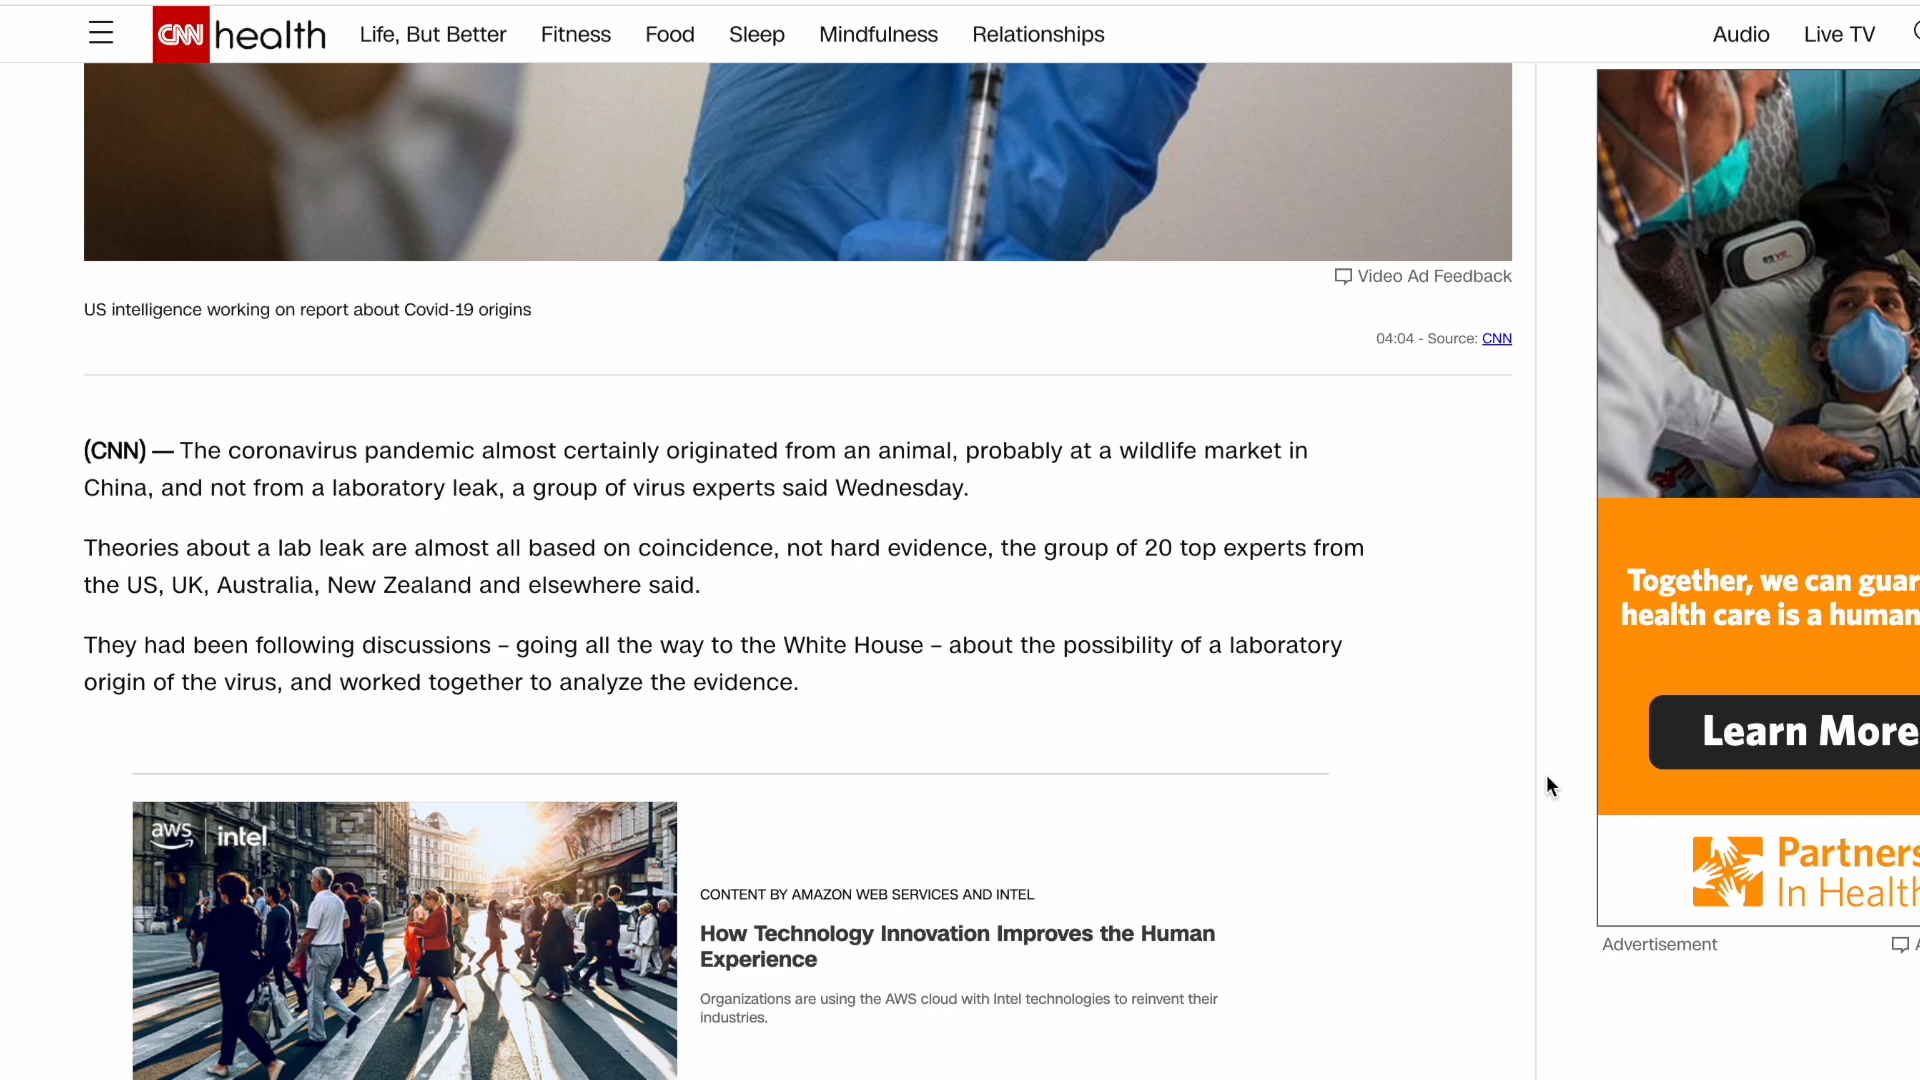 CNN health Life, But Better Fitness Food Sleep Mindfulness Relationships Audio Live TV
Video Ad Feedback
US intelligence working on report about Covid-19 origins
04:04 - Source: CNN
(CNN) — The coronavirus pandemic almost certainly originated from an animal, probably at a wildlife market in
China, and not from a laboratory leak, a group of virus experts said Wednesday.
Theories about a lab leak are almost all based on coincidence, not hard evidence, the group of 20 top experts from
the US, UK, Australia, New Zealand and elsewhere said.
They had been following discussions – going all the way to the White House – about the possibility of a laboratory
origin of the virus, and worked together to analyze the evidence.
aws intel
CONTENT BY AMAZON WEB SERVICES AND INTEL
How Technology Innovation Improves the Human
Experience
Organizations are using the AWS cloud with Intel technologies to reinvent their
industries.
Together, we can guar
health care is a human
Learn More
Partners
In Health
Advertisement